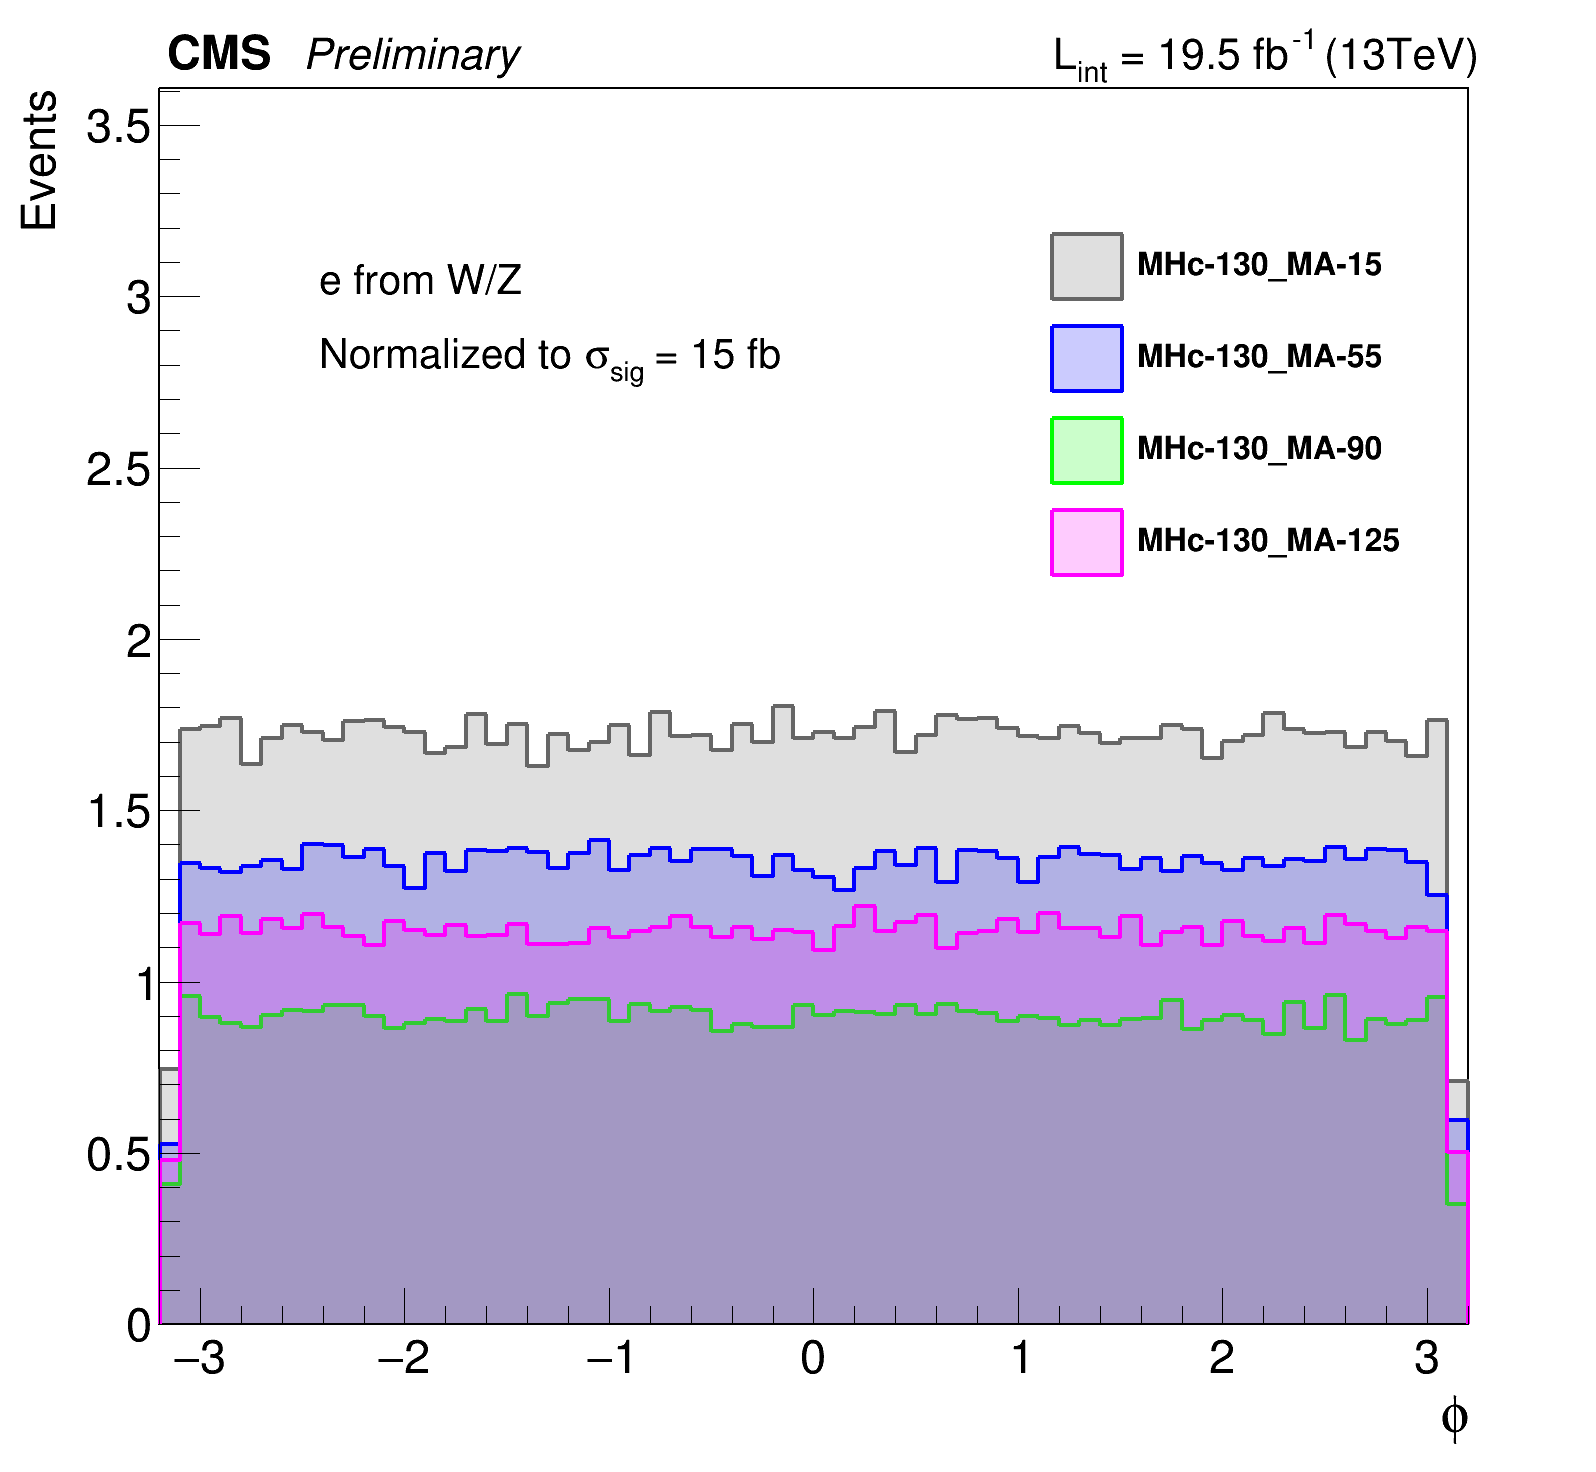 CMS Preliminary
L_int = 19.5 fb^-1 (13TeV)
Events
3.5
3
2.5
2
1.5
1
0.5
0
e from W/Z
Normalized to σ_sig = 15 fb
MHc-130_MA-15
MHc-130_MA-55
MHc-130_MA-90
MHc-130_MA-125
−3 −2 −1 0 1 2 3
ϕ